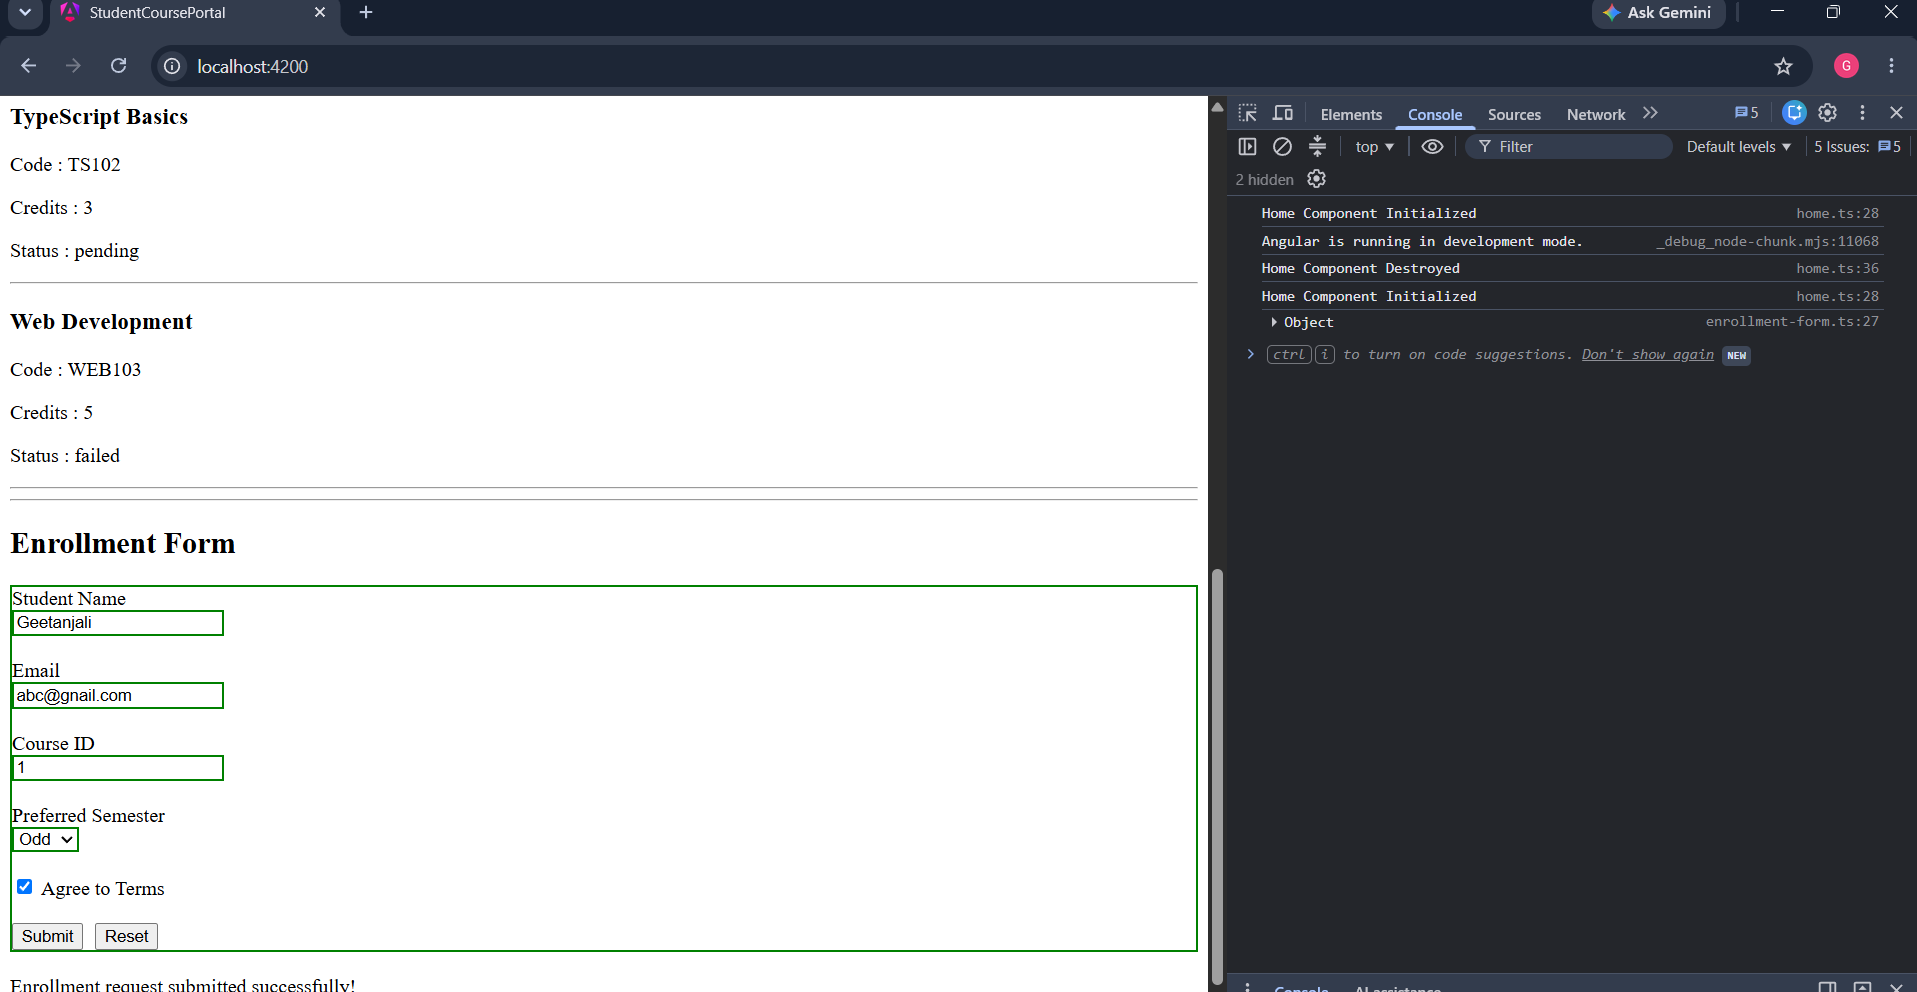 StudentCoursePortal
Ask Gemini
localhost:4200
G
TypeScript Basics
Code : TS102
Credits : 3
Status : pending
Web Development
Code : WEB103
Credits : 5
Status : failed
Enrollment Form
Student Name
Geetanjali
Email
abc@gnail.com
Course ID
1
Preferred Semester
Odd
Agree to Terms
Submit Reset
Enrollment request submitted successfully!
Elements Console Sources Network 5
top Filter Default levels 5 Issues: 5
2 hidden
Home Component Initialized home.ts:28
Angular is running in development mode. _debug_node-chunk.mjs:11068
Home Component Destroyed home.ts:36
Home Component Initialized home.ts:28
Object enrollment-form.ts:27
ctrl i to turn on code suggestions. Don't show again NEW
Console AI assistance